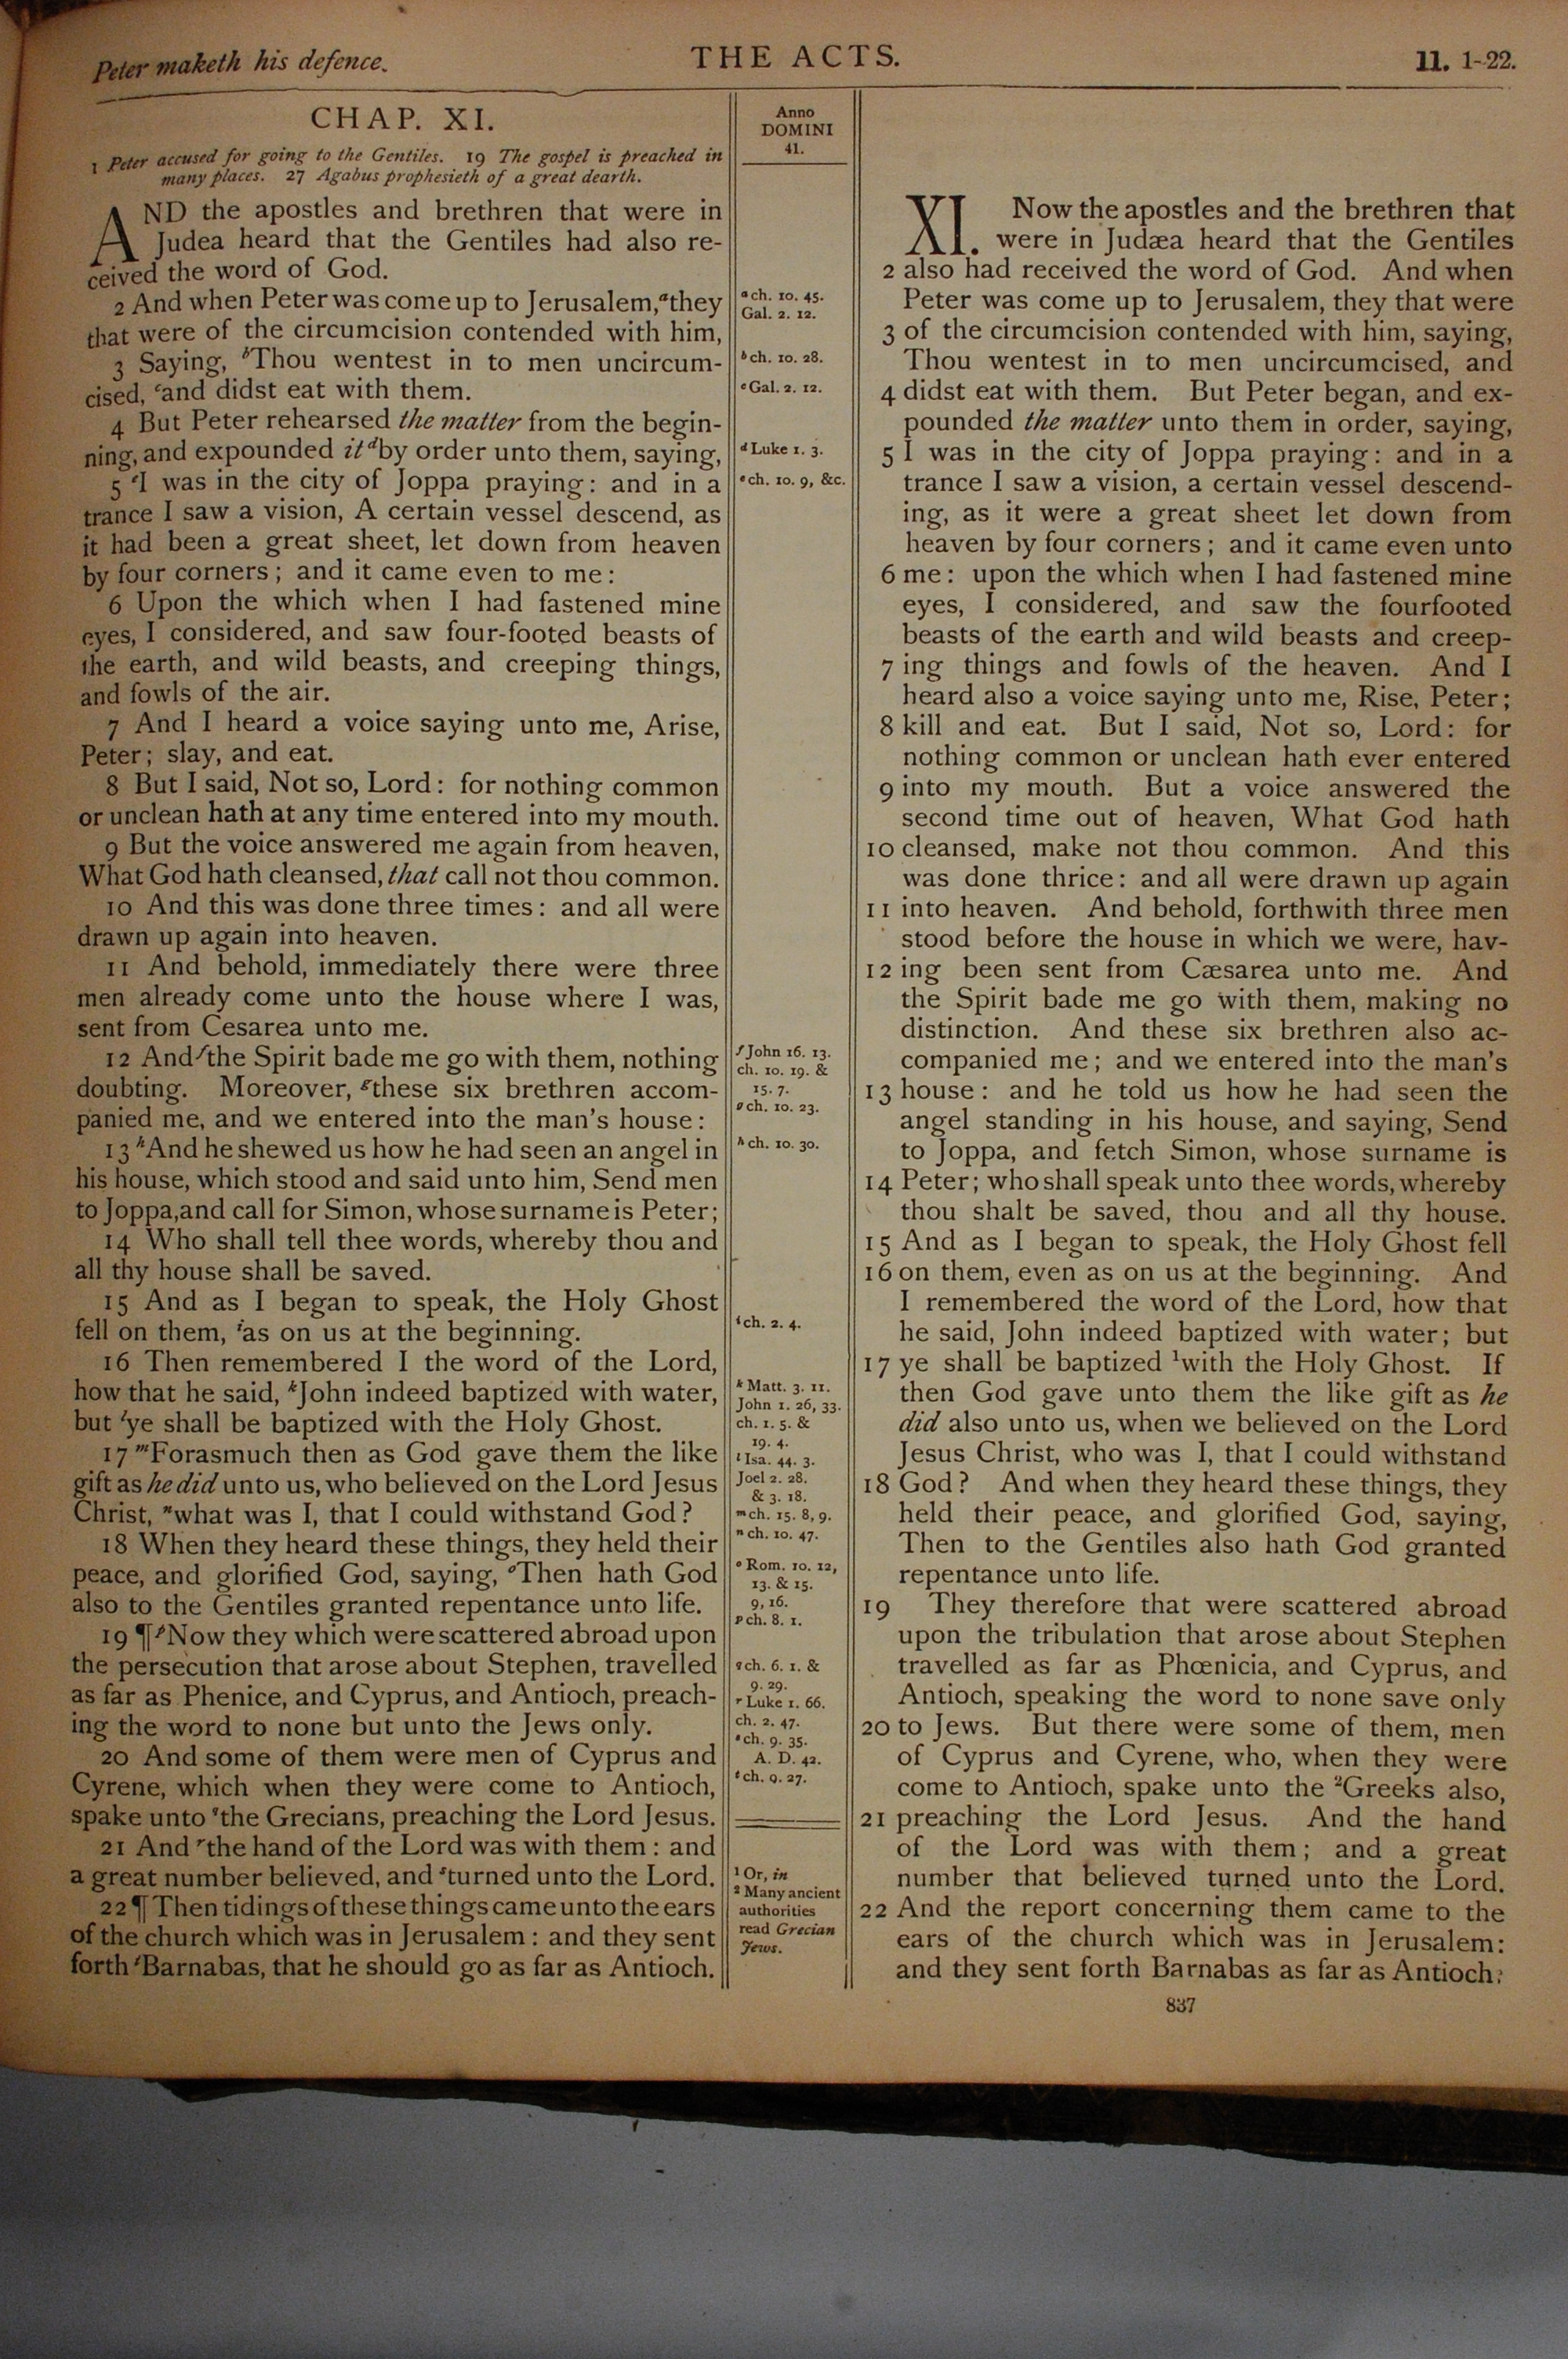 Peter maketh his defence.
THE ACTS.
11. 1-22.
CHAP. XI.
1 Peter accused for going to the Gentiles. 19 The gospel is preached in
many places. 27 Agabus prophesieth of a great dearth.
AND the apostles and brethren that were in
Judea heard that the Gentiles had also re-
ceived the word of God.
2 And when Peter was come up to Jerusalem, ᵃthey
that were of the circumcision contended with him,
3 Saying, ᵇThou wentest in to men uncircum-
cised, ᶜand didst eat with them.
4 But Peter rehearsed the matter from the begin-
ning, and expounded it ᵈby order unto them, saying,
5 ᵉI was in the city of Joppa praying: and in a
trance I saw a vision, A certain vessel descend, as
it had been a great sheet, let down from heaven
by four corners; and it came even to me:
6 Upon the which when I had fastened mine
eyes, I considered, and saw four-footed beasts of
the earth, and wild beasts, and creeping things,
and fowls of the air.
7 And I heard a voice saying unto me, Arise,
Peter; slay, and eat.
8 But I said, Not so, Lord: for nothing common
or unclean hath at any time entered into my mouth.
9 But the voice answered me again from heaven,
What God hath cleansed, that call not thou common.
10 And this was done three times: and all were
drawn up again into heaven.
11 And behold, immediately there were three
men already come unto the house where I was,
sent from Cesarea unto me.
12 And ᶠthe Spirit bade me go with them, nothing
doubting. Moreover, ᵍthese six brethren accom-
panied me, and we entered into the man's house:
13 ʰAnd he shewed us how he had seen an angel in
his house, which stood and said unto him, Send men
to Joppa, and call for Simon, whose surname is Peter;
14 Who shall tell thee words, whereby thou and
all thy house shall be saved.
15 And as I began to speak, the Holy Ghost
fell on them, ⁱas on us at the beginning.
16 Then remembered I the word of the Lord,
how that he said, ᵏJohn indeed baptized with water,
but ˡye shall be baptized with the Holy Ghost.
17 ᵐForasmuch then as God gave them the like
gift as he did unto us, who believed on the Lord Jesus
Christ, ⁿwhat was I, that I could withstand God?
18 When they heard these things, they held their
peace, and glorified God, saying, ᵒThen hath God
also to the Gentiles granted repentance unto life.
19 ¶ ᵖNow they which were scattered abroad upon
the persecution that arose about Stephen, travelled
as far as Phenice, and Cyprus, and Antioch, preach-
ing the word to none but unto the Jews only.
20 And some of them were men of Cyprus and
Cyrene, which when they were come to Antioch,
spake unto ᑫthe Grecians, preaching the Lord Jesus.
21 And ʳthe hand of the Lord was with them: and
a great number believed, and ˢturned unto the Lord.
22 ¶ Then tidings of these things came unto the ears
of the church which was in Jerusalem: and they sent
forth ᵗBarnabas, that he should go as far as Antioch.
Anno
DOMINI
41.
ᵃ ch. 10. 45.
Gal. 2. 12.
ᵇ ch. 10. 28.
ᶜ Gal. 2. 12.
ᵈ Luke 1. 3.
ᵉ ch. 10. 9, &c.
ᶠ John 16. 13.
ch. 10. 19. &
15. 7.
ᵍ ch. 10. 23.
ʰ ch. 10. 30.
ⁱ ch. 2. 4.
ᵏ Matt. 3. 11.
John 1. 26, 33.
ch. 1. 5. &
19. 4.
ˡ Isa. 44. 3.
Joel 2. 28.
& 3. 18.
ᵐ ch. 15. 8, 9.
ⁿ ch. 10. 47.
ᵒ Rom. 10. 12,
13. & 15.
9, 16.
ᵖ ch. 8. 1.
ᑫ ch. 6. 1. &
9. 29.
ʳ Luke 1. 66.
ch. 2. 47.
ˢ ch. 9. 35.
A. D. 42.
ᵗ ch. 9. 27.
¹ Or, in
² Many ancient
authorities
read Grecian
Jews.
XI. Now the apostles and the brethren that
were in Judæa heard that the Gentiles
2 also had received the word of God. And when
Peter was come up to Jerusalem, they that were
3 of the circumcision contended with him, saying,
Thou wentest in to men uncircumcised, and
4 didst eat with them. But Peter began, and ex-
pounded the matter unto them in order, saying,
5 I was in the city of Joppa praying: and in a
trance I saw a vision, a certain vessel descend-
ing, as it were a great sheet let down from
heaven by four corners; and it came even unto
6 me: upon the which when I had fastened mine
eyes, I considered, and saw the fourfooted
beasts of the earth and wild beasts and creep-
7 ing things and fowls of the heaven. And I
heard also a voice saying unto me, Rise, Peter;
8 kill and eat. But I said, Not so, Lord: for
nothing common or unclean hath ever entered
9 into my mouth. But a voice answered the
second time out of heaven, What God hath
10 cleansed, make not thou common. And this
was done thrice: and all were drawn up again
11 into heaven. And behold, forthwith three men
stood before the house in which we were, hav-
12 ing been sent from Cæsarea unto me. And
the Spirit bade me go with them, making no
distinction. And these six brethren also ac-
companied me; and we entered into the man's
13 house: and he told us how he had seen the
angel standing in his house, and saying, Send
to Joppa, and fetch Simon, whose surname is
14 Peter; who shall speak unto thee words, whereby
thou shalt be saved, thou and all thy house.
15 And as I began to speak, the Holy Ghost fell
16 on them, even as on us at the beginning. And
I remembered the word of the Lord, how that
he said, John indeed baptized with water; but
17 ye shall be baptized ¹with the Holy Ghost. If
then God gave unto them the like gift as he
did also unto us, when we believed on the Lord
Jesus Christ, who was I, that I could withstand
18 God? And when they heard these things, they
held their peace, and glorified God, saying,
Then to the Gentiles also hath God granted
repentance unto life.
19 They therefore that were scattered abroad
upon the tribulation that arose about Stephen
travelled as far as Phœnicia, and Cyprus, and
Antioch, speaking the word to none save only
20 to Jews. But there were some of them, men
of Cyprus and Cyrene, who, when they were
come to Antioch, spake unto the ²Greeks also,
21 preaching the Lord Jesus. And the hand
of the Lord was with them; and a great
number that believed turned unto the Lord.
22 And the report concerning them came to the
ears of the church which was in Jerusalem:
and they sent forth Barnabas as far as Antioch:
837